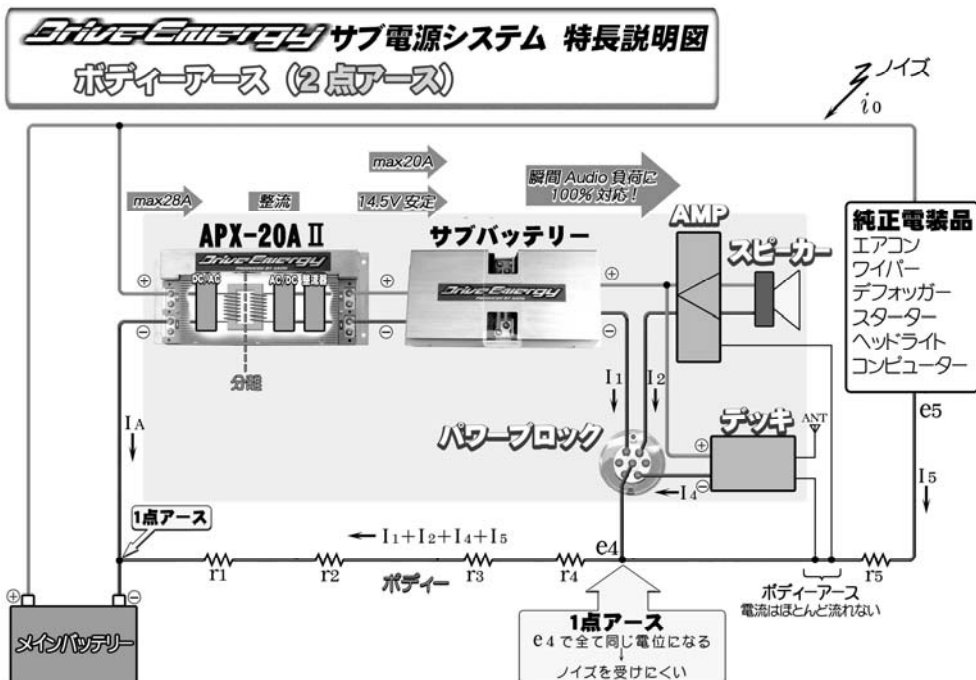 Drive Energy サブ電源システム 特長説明図
ボディーアース（2点アース）
ノイズ
i0
max20A
max28A
整流
14.5V 安定
瞬間 Audio 負荷に
100% 対応！
APX-20A Ⅱ
サブバッテリー
AMP
スピーカー
純正電装品
エアコン
ワイパー
デフォッガー
スターター
ヘッドライト
コンピューター
Drive Energy
DC/AC
AC/DC
整流器
Drive Energy
⊕
⊕
⊕
⊖
⊖
⊖
分離
I1
I2
IA
パワーブロック
デッキ
ANT
e5
⊕
⊖
I4
I5
1点アース
I1+I2+I4+I5
e4
r1
r2
r3
r4
r5
ボディー
ボディーアース
電流はほとんど流れない
⊕
⊖
メインバッテリー
1点アース
e4で全て同じ電位になる
↓
ノイズを受けにくい